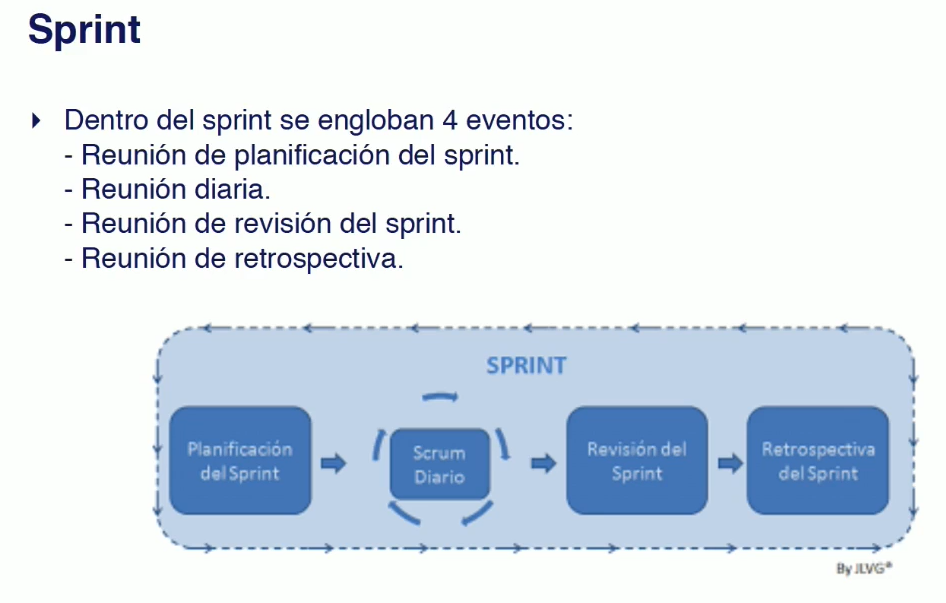 Sprint
Dentro del sprint se engloban 4 eventos:
- Reunión de planificación del sprint.
- Reunión diaria.
- Reunión de revisión del sprint.
- Reunión de retrospectiva.
SPRINT
Planificación
del Sprint
Scrum
Diario
Revisión del
Sprint
Retrospectiva
del Sprint
By JLVG®